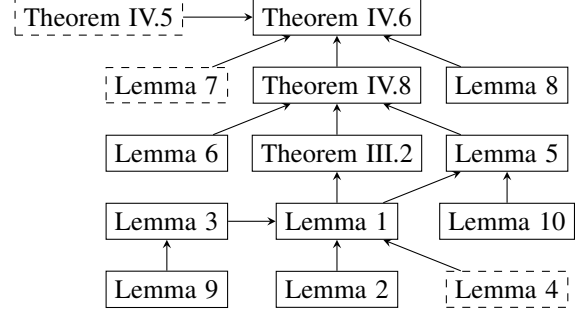 Theorem IV.5 Theorem IV.6
Lemma 7 Theorem IV.8 Lemma 8
Lemma 6 Theorem III.2 Lemma 5
Lemma 3 Lemma 1 Lemma 10
Lemma 9 Lemma 2 Lemma 4